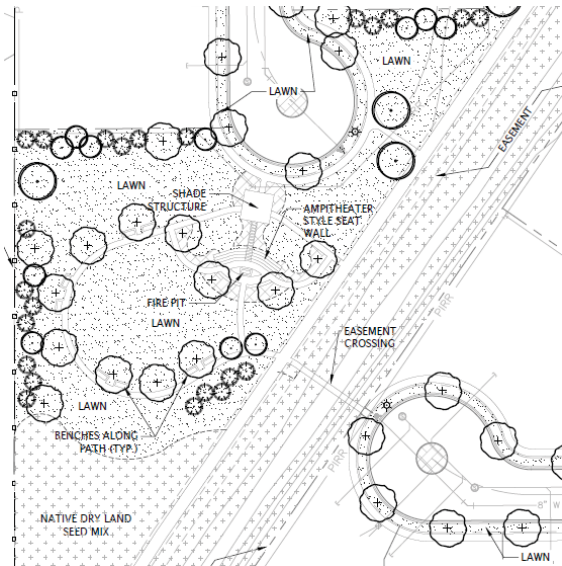 LAWN
LAWN
EASEMENT
LAWN
SHADE
STRUCTURE
AMPITHEATER
STYLE SEAT
WALL
FIRE PIT
LAWN
PIRR
EASEMENT
CROSSING
LAWN
BENCHES ALONG
PATH (TYP.)
PIRR
NATIVE DRY LAND
SEED MIX
8" W
LAWN